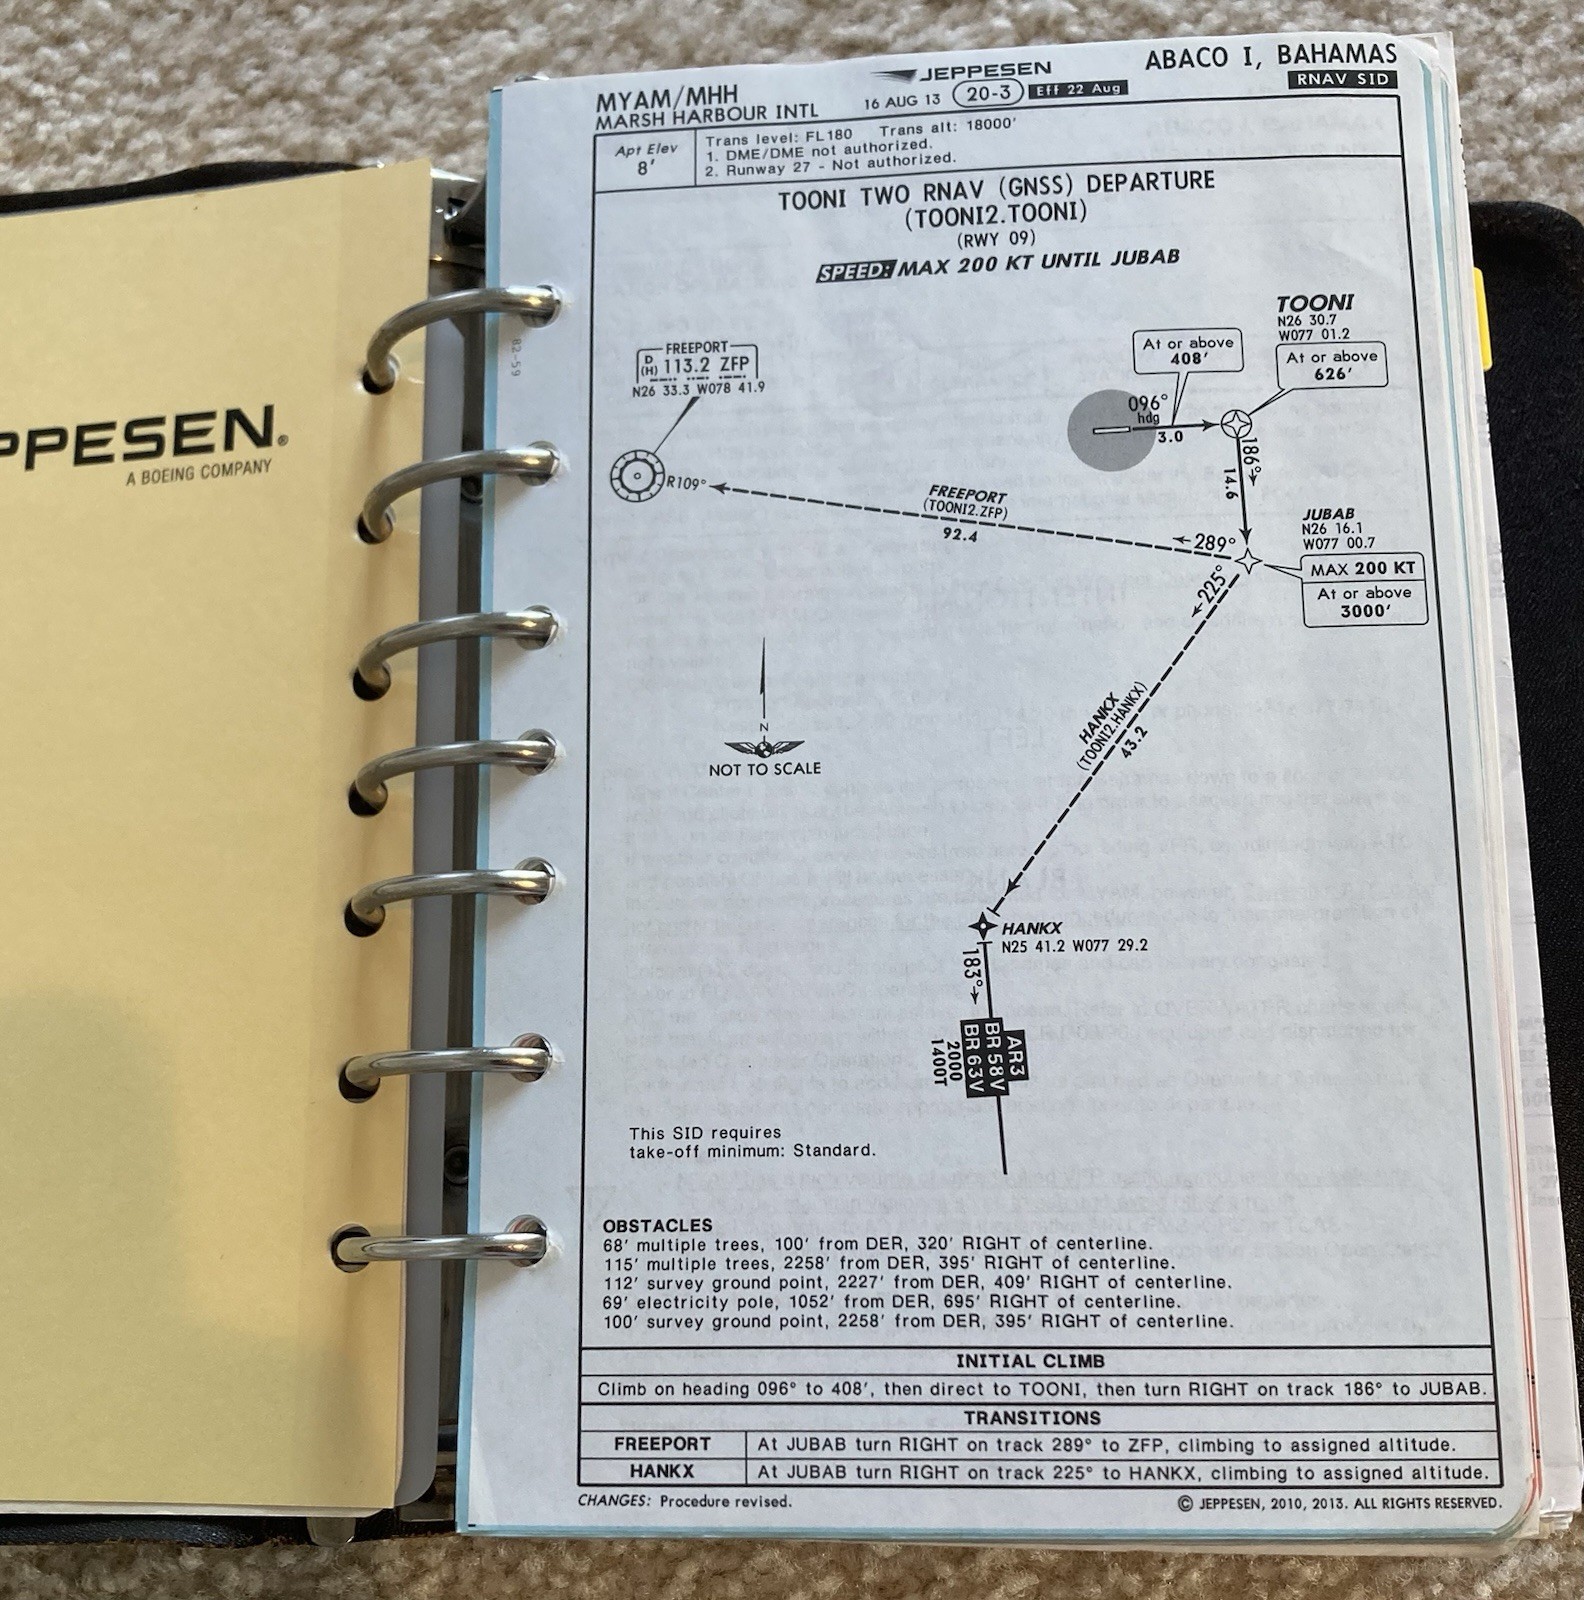 PPESEN®
A BOEING COMPANY
82-59
MYAM/MHH
MARSH HARBOUR INTL
JEPPESEN
16 AUG 13 20-3 Eff 22 Aug
ABACO I, BAHAMAS
RNAV SID
Apt Elev
8'
Trans level: FL180 Trans alt: 18000'
1. DME/DME not authorized.
2. Runway 27 - Not authorized.
TOONI TWO RNAV (GNSS) DEPARTURE
(TOONI2.TOONI)
(RWY 09)
SPEED: MAX 200 KT UNTIL JUBAB
TOONI
N26 30.7
W077 01.2
At or above
626'
At or above
408'
096°
hdg
3.0
FREEPORT
D
(H) 113.2 ZFP
N26 33.3 W078 41.9
R109°
FREEPORT
(TOONI2.ZFP)
92.4
186°
14.6
289°
225°
JUBAB
N26 16.1
W077 00.7
MAX 200 KT
At or above
3000'
HANKX
(TOONI2.HANKX)
43.2
N
NOT TO SCALE
HANKX
N25 41.2 W077 29.2
183°
AR3
BR58V
BR63V
2000
1400T
This SID requires
take-off minimum: Standard.
OBSTACLES
68' multiple trees, 100' from DER, 320' RIGHT of centerline.
115' multiple trees, 2258' from DER, 395' RIGHT of centerline.
112' survey ground point, 2227' from DER, 409' RIGHT of centerline.
69' electricity pole, 1052' from DER, 695' RIGHT of centerline.
100' survey ground point, 2258' from DER, 395' RIGHT of centerline.
INITIAL CLIMB
Climb on heading 096° to 408', then direct to TOONI, then turn RIGHT on track 186° to JUBAB.
TRANSITIONS
FREEPORT At JUBAB turn RIGHT on track 289° to ZFP, climbing to assigned altitude.
HANKX At JUBAB turn RIGHT on track 225° to HANKX, climbing to assigned altitude.
CHANGES: Procedure revised.
© JEPPESEN, 2010, 2013. ALL RIGHTS RESERVED.